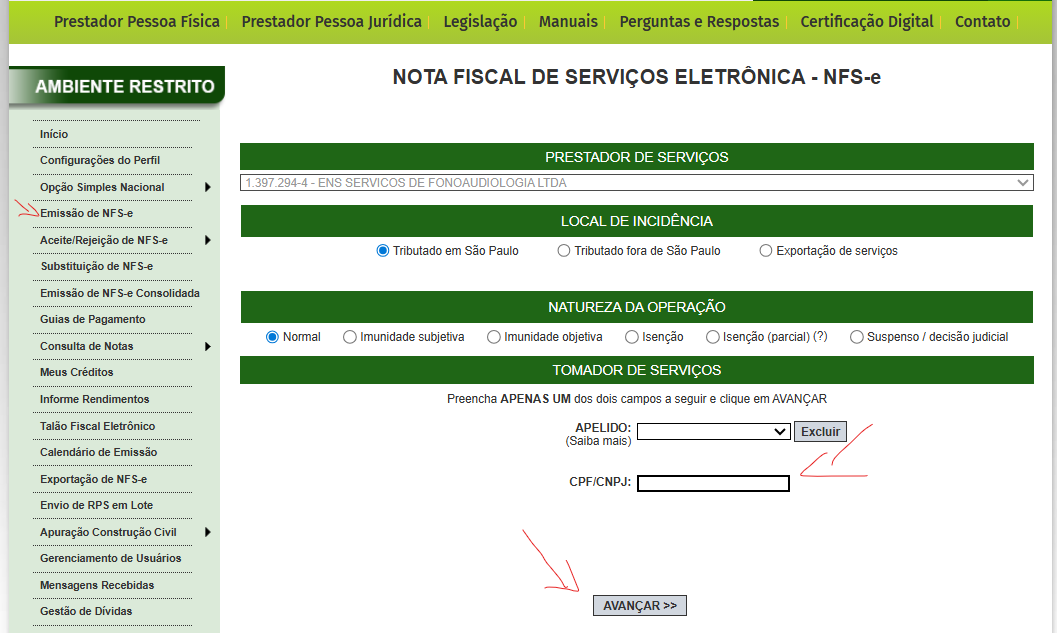 Prestador Pessoa Física | Prestador Pessoa Jurídica | Legislação | Manuais | Perguntas e Respostas | Certificação Digital | Contato |
AMBIENTE RESTRITO
Início
Configurações do Perfil
Opção Simples Nacional
Emissão de NFS-e
Aceite/Rejeição de NFS-e
Substituição de NFS-e
Emissão de NFS-e Consolidada
Guias de Pagamento
Consulta de Notas
Meus Créditos
Informe Rendimentos
Talão Fiscal Eletrônico
Calendário de Emissão
Exportação de NFS-e
Envio de RPS em Lote
Apuração Construção Civil
Gerenciamento de Usuários
Mensagens Recebidas
Gestão de Dívidas
NOTA FISCAL DE SERVIÇOS ELETRÔNICA - NFS-e
PRESTADOR DE SERVIÇOS
1.397.294-4 - ENS SERVICOS DE FONOAUDIOLOGIA LTDA
LOCAL DE INCIDÊNCIA
Tributado em São Paulo Tributado fora de São Paulo Exportação de serviços
NATUREZA DA OPERAÇÃO
Normal Imunidade subjetiva Imunidade objetiva Isenção Isenção (parcial) (?) Suspenso / decisão judicial
TOMADOR DE SERVIÇOS
Preencha APENAS UM dos dois campos a seguir e clique em AVANÇAR
APELIDO: Excluir
(Saiba mais)
CPF/CNPJ:
AVANÇAR >>